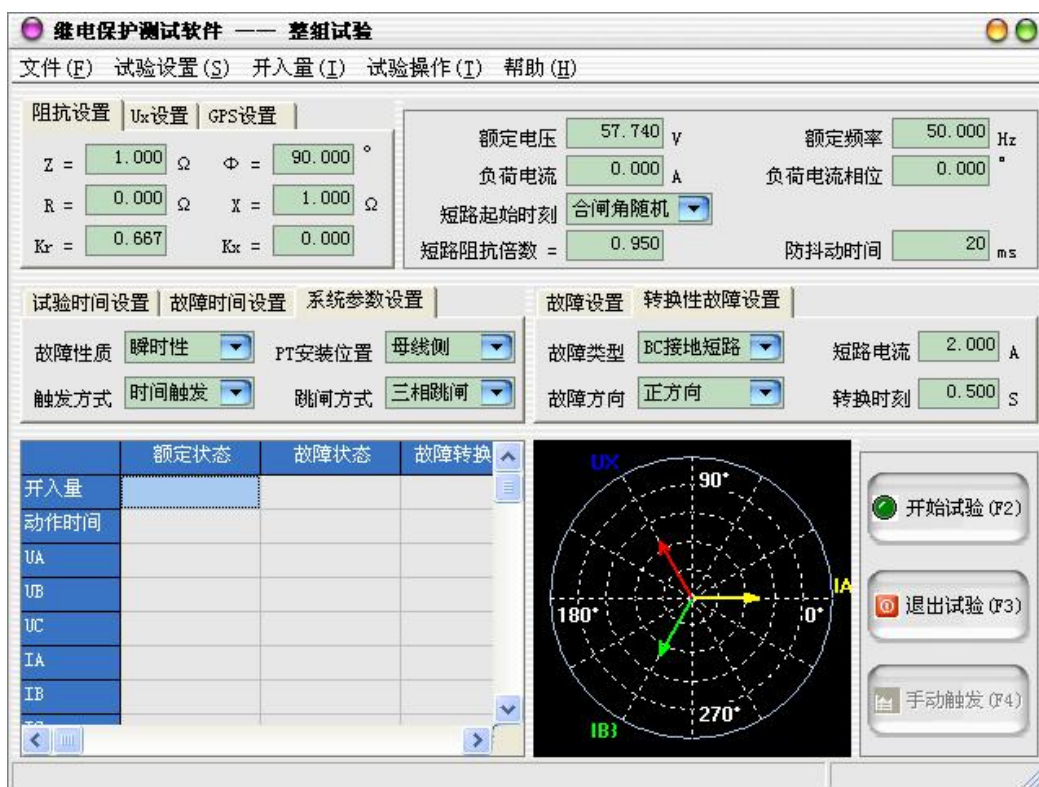 继电保护测试软件 —— 整组试验
文件(F) 试验设置(S) 开入量(I) 试验操作(T) 帮助(H)
阻抗设置 Ux设置 GPS设置
Z = 1.000 Ω Φ = 90.000 °
R = 0.000 Ω X = 1.000 Ω
Kr = 0.667 Kx = 0.000
额定电压 57.740 V 额定频率 50.000 Hz
负荷电流 0.000 A 负荷电流相位 0.000 °
短路起始时刻 合闸角随机
短路阻抗倍数 = 0.950 防抖动时间 20 ms
试验时间设置 故障时间设置 系统参数设置
故障性质 瞬时性 PT安装位置 母线侧
触发方式 时间触发 跳闸方式 三相跳闸
故障设置 转换性故障设置
故障类型 BC接地短路 短路电流 2.000 A
故障方向 正方向 转换时刻 0.500 S
额定状态 故障状态 故障转换
开入量
动作时间
UA
UB
UC
IA
IB
UX
90°
180°
0°
IA
270°
开始试验(F2)
退出试验(F3)
手动触发(F4)